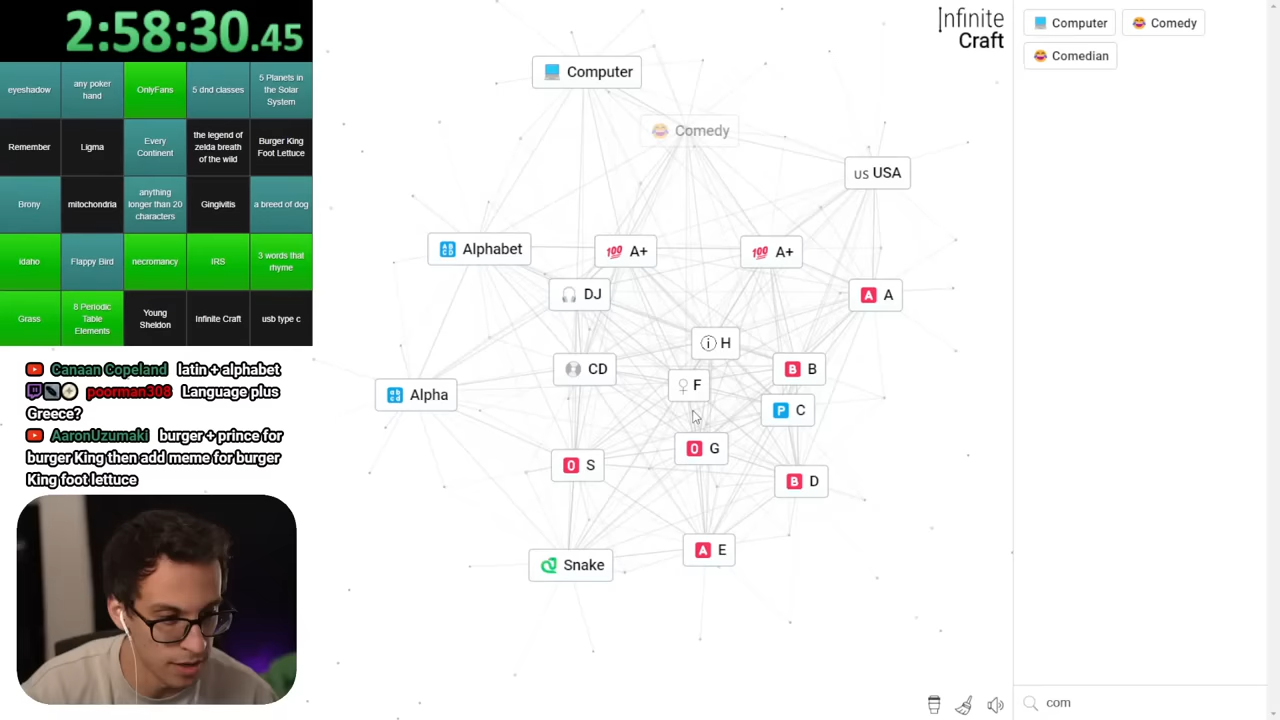 2:58:30.45
eyeshadow
any poker
hand
OnlyFans
5 dnd classes
5 Planets in
the Solar
System
Remember
Ligma
Every
Continent
the legend of
zelda breath
of the wild
Burger King
Foot Lettuce
Brony
mitochondria
anything
longer than 20
characters
Gingivitis
a breed of dog
idaho
Flappy Bird
necromancy
IRS
3 words that
rhyme
Grass
8 Periodic
Table
Elements
Young
Sheldon
Infinite Craft
usb type c
Canaan Copeland latin + alphabet
poorman308 Language plus
Greece?
AaronUzumaki burger + prince for
burger King then add meme for burger
King foot lettuce
Infinite
Craft
Computer
Comedy
US USA
ABCD Alphabet
100 A+
100 A+
DJ
A A
H
CD
B B
F
abcd Alpha
P C
O G
O S
B D
A E
Snake
Computer
Comedy
Comedian
com